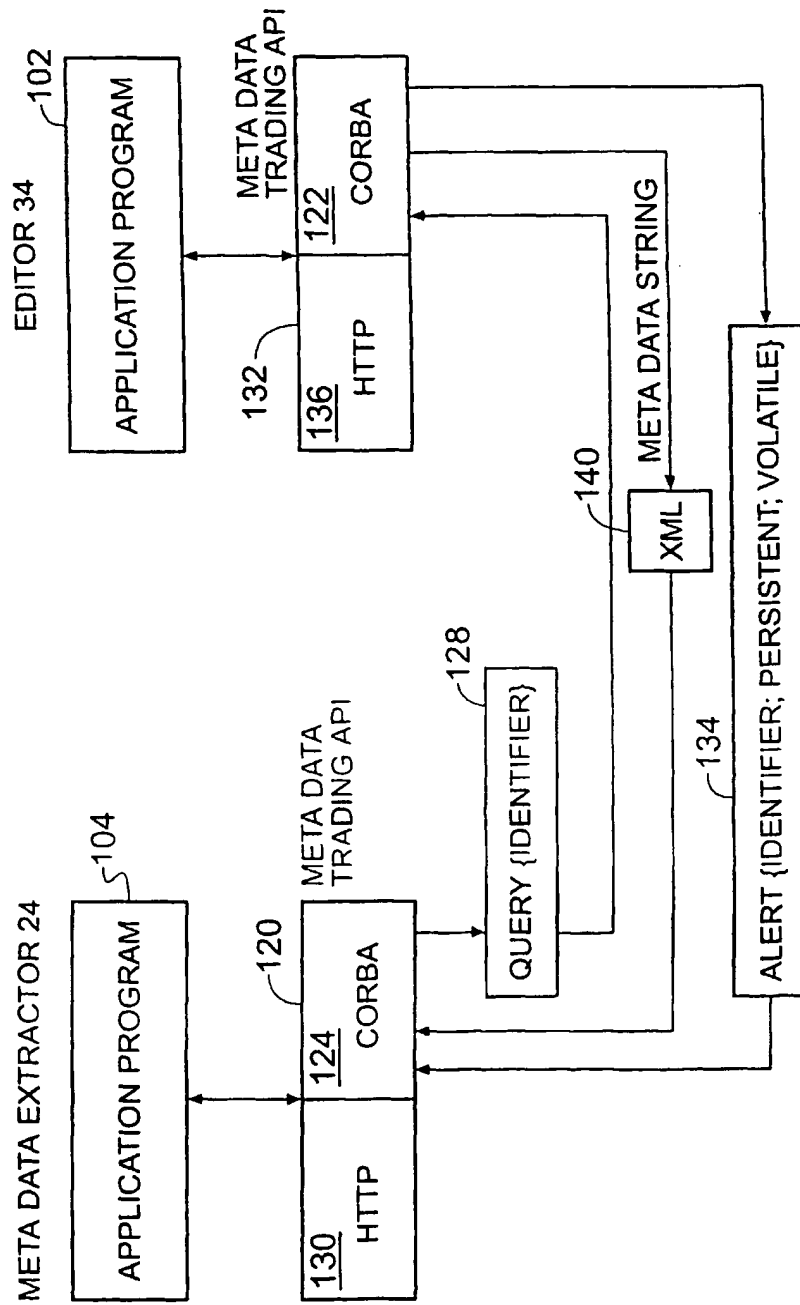 META DATA EXTRACTOR 24
104
APPLICATION PROGRAM
120
META DATA
TRADING API
130
HTTP
124
CORBA
128
QUERY {IDENTIFIER}
EDITOR 34
102
APPLICATION PROGRAM
132
META DATA
TRADING API
136
HTTP
122
CORBA
140
XML
META DATA STRING
134
ALERT {IDENTIFIER; PERSISTENT; VOLATILE}